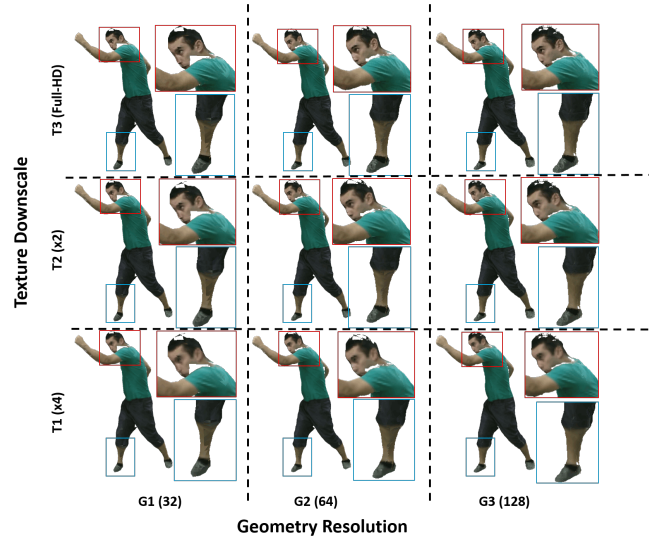 T3 (Full-HD)
T2 (x2)
T1 (x4)
Texture Downscale
G1 (32)
G2 (64)
G3 (128)
Geometry Resolution